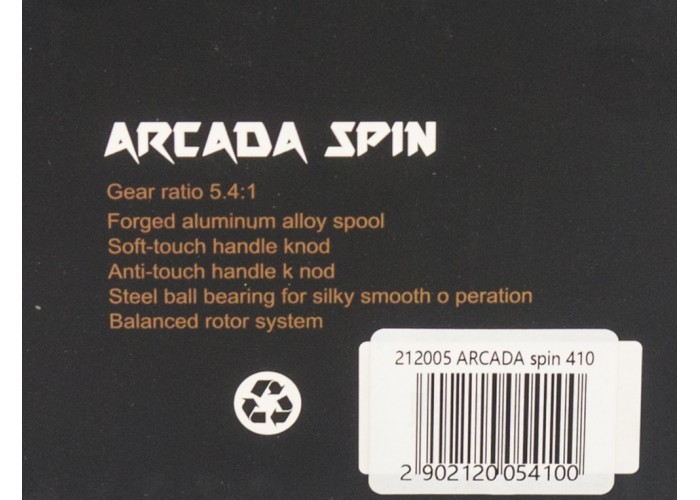 ARCADA SPIN
Gear ratio 5.4:1
Forged aluminum alloy spool
Soft-touch handle knod
Anti-touch handle k nod
Steel ball bearing for silky smooth o peration
Balanced rotor system
212005 ARCADA spin 410
2 902120 054100